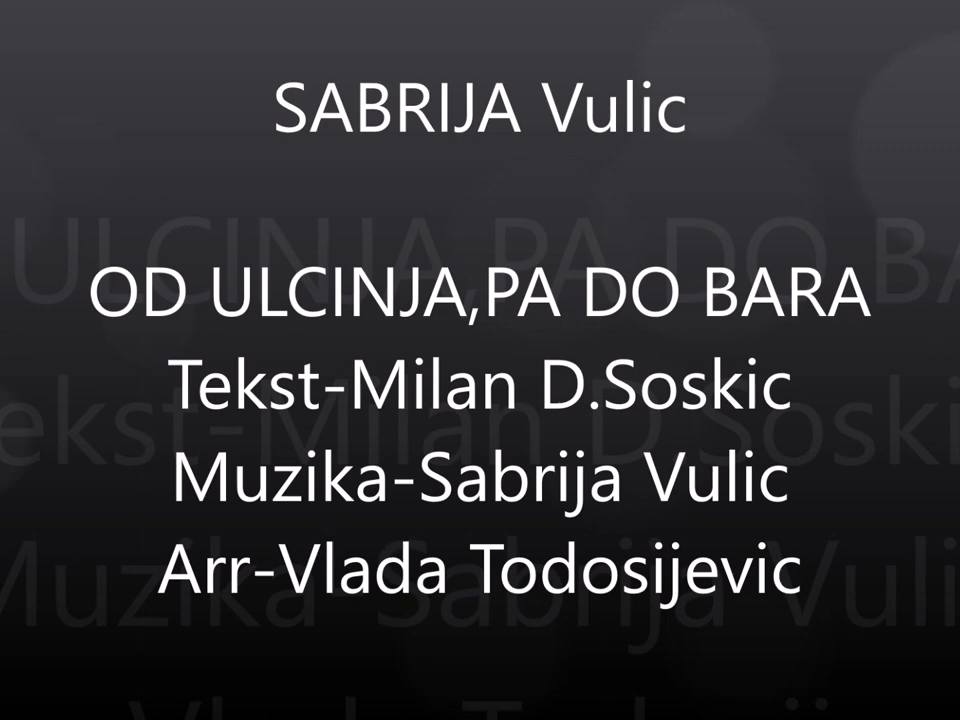 SABRIJA Vulic
OD ULCINJA,PA DO BARA
Tekst-Milan D.Soskic
Muzika-Sabrija Vulic
Arr-Vlada Todosijevic